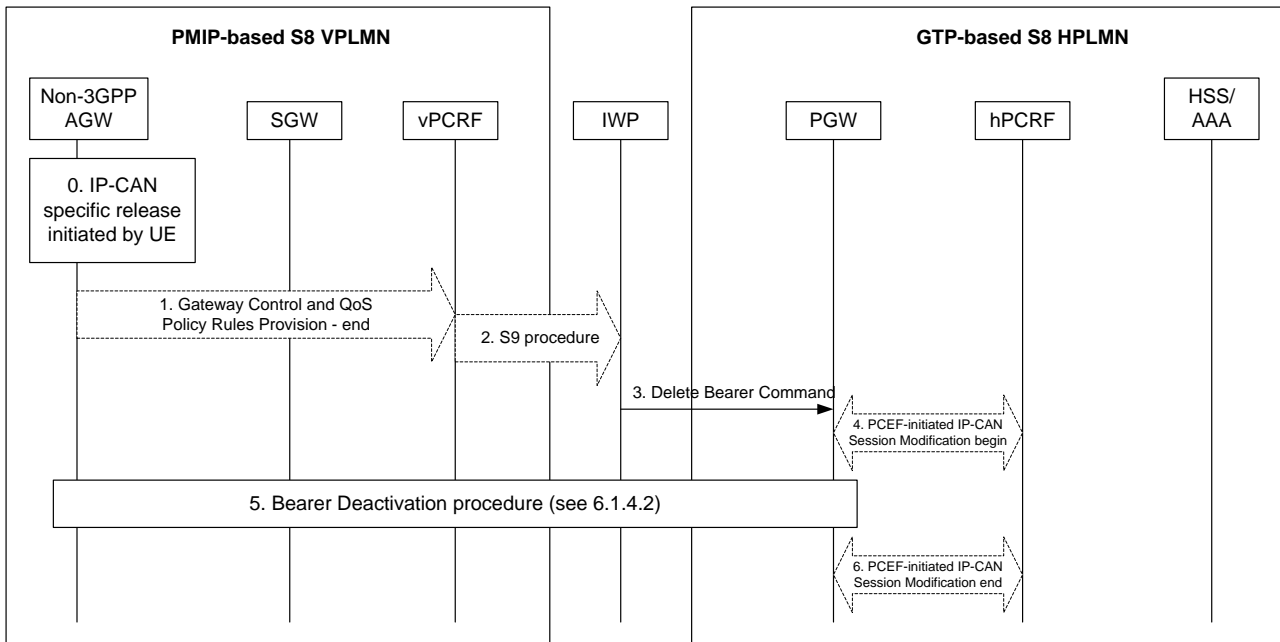 PMIP-based S8 VPLMN
GTP-based S8 HPLMN
Non-3GPP
AGW
SGW
vPCRF
IWP
PGW
hPCRF
HSS/
AAA
0. IP-CAN
specific release
initiated by UE
1. Gateway Control and QoS
Policy Rules Provision - end
2. S9 procedure
3. Delete Bearer Command
4. PCEF-initiated IP-CAN
Session Modification begin
5. Bearer Deactivation procedure (see 6.1.4.2)
6. PCEF-initiated IP-CAN
Session Modification end